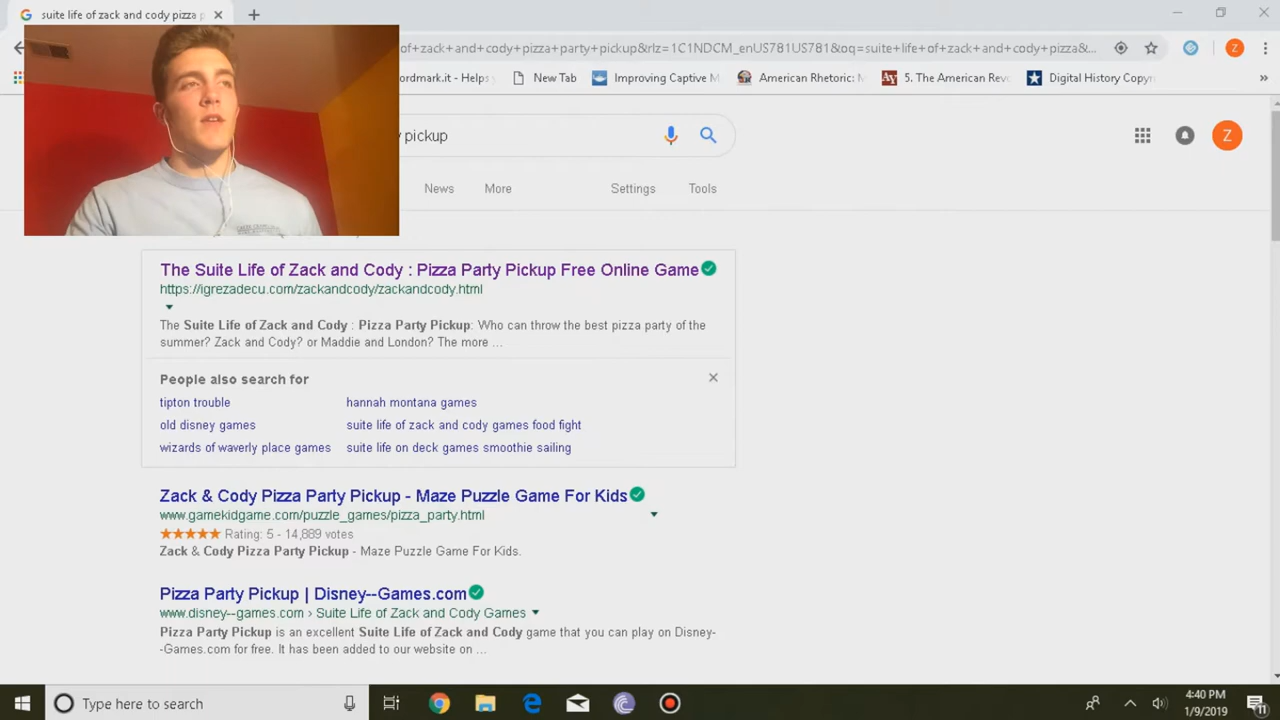 suite life of zack and cody pizza p
of+zack+and+cody+pizza+party+pickup&rlz=1C1NDCM_enUS781US781&oq=suite+life+of+zack+and+cody+pizza&...
Z
ordmark.it - Helps
New Tab
Improving Captive M
American Rhetoric:
5. The American Revo
Digital History
»
pickup
Z
News
More
Settings
Tools
The Suite Life of Zack and Cody : Pizza Party Pickup Free Online Game
https://igrezadecu.com/zackandcody/zackandcody.html
The Suite Life of Zack and Cody : Pizza Party Pickup: Who can throw the best pizza party of the
summer? Zack and Cody? or Maddie and London? The more ...
People also search for
tipton trouble
hannah montana games
old disney games
suite life of zack and cody games food fight
wizards of waverly place games
suite life on deck games smoothie sailing
Zack & Cody Pizza Party Pickup - Maze Puzzle Game For Kids
www.gamekidgame.com/puzzle_games/pizza_party.html
Rating: 5 - 14,889 votes
Zack & Cody Pizza Party Pickup - Maze Puzzle Game For Kids.
Pizza Party Pickup | Disney--Games.com
www.disney--games.com › Suite Life of Zack and Cody Games
Pizza Party Pickup is an excellent Suite Life of Zack and Cody game that you can play on Disney-
-Games.com for free. It has been added to our website on ...
Type here to search
4:40 PM
1/9/2019
11